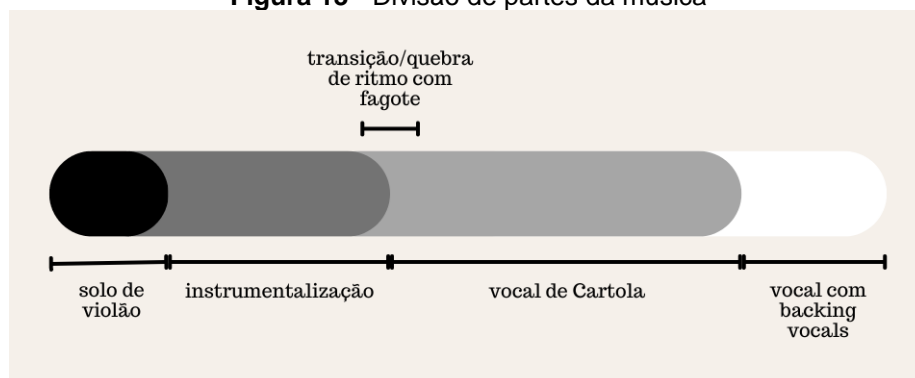 Divisão de partes da música
transição/quebra
de ritmo com
fagote
solo de
violão
instrumentalização
vocal de Cartola
vocal com
backing
vocals